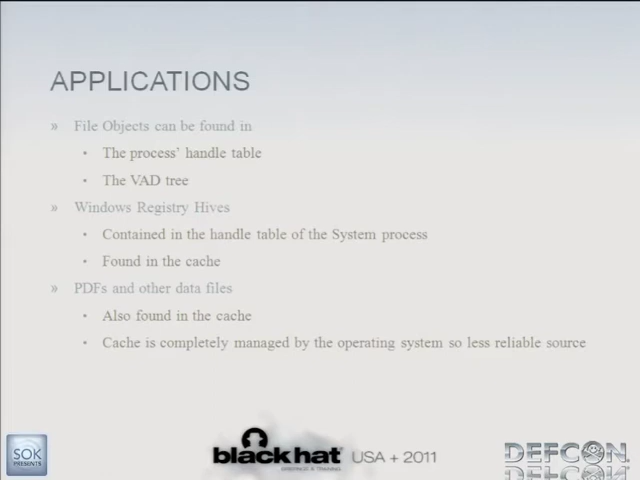 APPLICATIONS
» File Objects can be found in
• The process' handle table
• The VAD tree
» Windows Registry Hives
• Contained in the handle table of the System process
• Found in the cache
» PDFs and other data files
• Also found in the cache
• Cache is completely managed by the operating system so less reliable source
SOK
PRESENTS
black hat® USA + 2011
BRIEFINGS & TRAINING
DEFCON